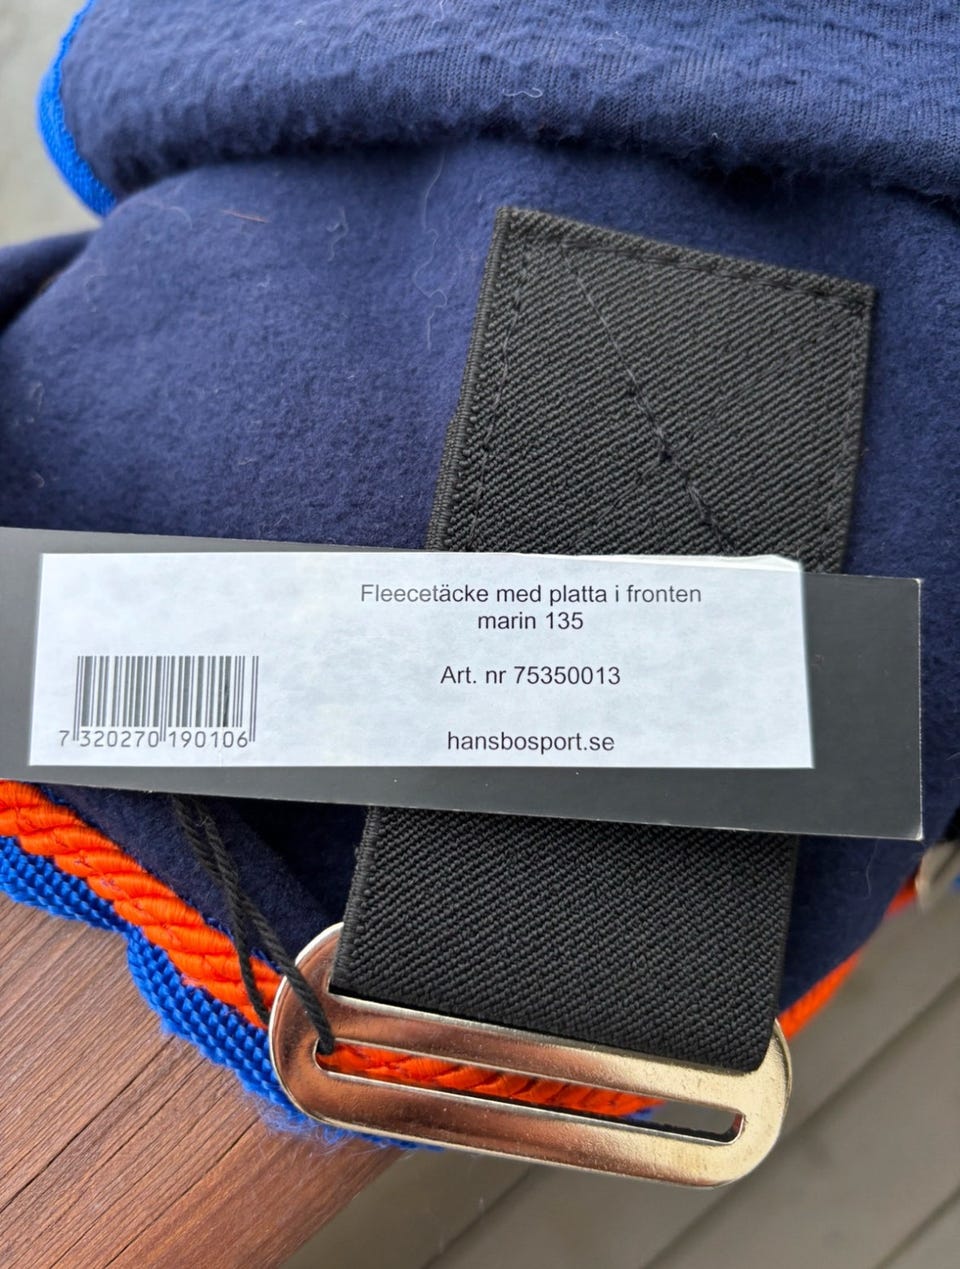 Fleecetäcke med platta i fronten
marin 135
Art. nr 75350013
hansbosport.se
7 320270 190106